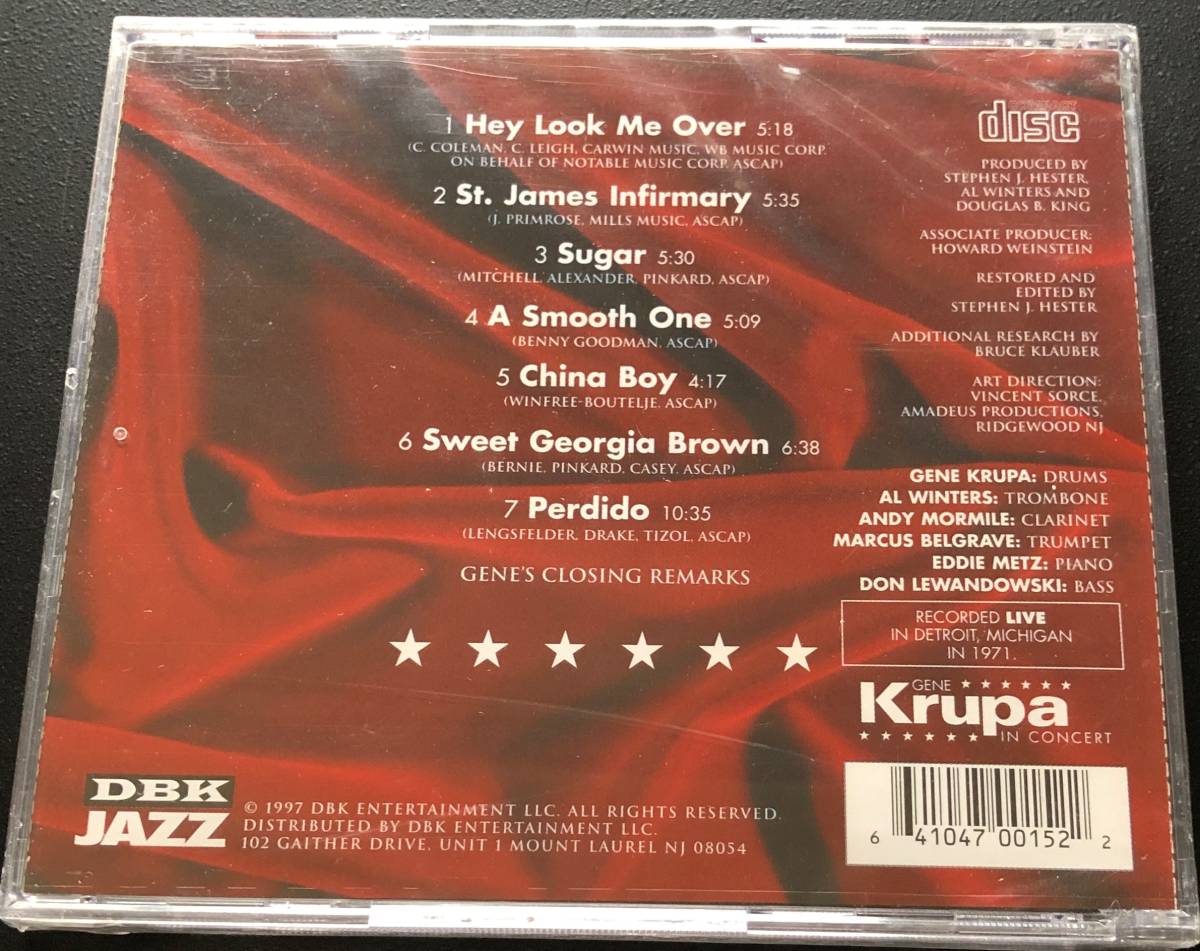 1 Hey Look Me Over 5:18
(C. COLEMAN, C. LEIGH, CARWIN MUSIC, WB MUSIC CORP.
ON BEHALF OF NOTABLE MUSIC CORP. ASCAP)
2 St. James Infirmary 5:35
(J. PRIMROSE, MILLS MUSIC, ASCAP)
3 Sugar 5:30
(MITCHELL, ALEXANDER, PINKARD, ASCAP)
4 A Smooth One 5:09
(BENNY GOODMAN, ASCAP)
5 China Boy 4:17
(WINFREE-BOUTELJE, ASCAP)
6 Sweet Georgia Brown 6:38
(BERNIE, PINKARD, CASEY, ASCAP)
7 Perdido 10:35
(LENGSFELDER, DRAKE, TIZOL, ASCAP)
GENE'S CLOSING REMARKS
COMPACT
disc
PRODUCED BY
STEPHEN J. HESTER,
AL WINTERS AND
DOUGLAS B. KING
ASSOCIATE PRODUCER:
HOWARD WEINSTEIN
RESTORED AND
EDITED BY
STEPHEN J. HESTER
ADDITIONAL RESEARCH BY
BRUCE KLAUBER
ART DIRECTION:
VINCENT SORCE,
AMADEUS PRODUCTIONS,
RIDGEWOOD NJ
GENE KRUPA: DRUMS
AL WINTERS: TROMBONE
ANDY MORMILE: CLARINET
MARCUS BELGRAVE: TRUMPET
EDDIE METZ: PIANO
DON LEWANDOWSKI: BASS
RECORDED LIVE
IN DETROIT, MICHIGAN
IN 1971.
GENE
Krupa
IN CONCERT
DBK
JAZZ
© 1997 DBK ENTERTAINMENT LLC. ALL RIGHTS RESERVED.
DISTRIBUTED BY DBK ENTERTAINMENT LLC.
102 GAITHER DRIVE, UNIT 1 MOUNT LAUREL NJ 08054
6 41047 00152 2